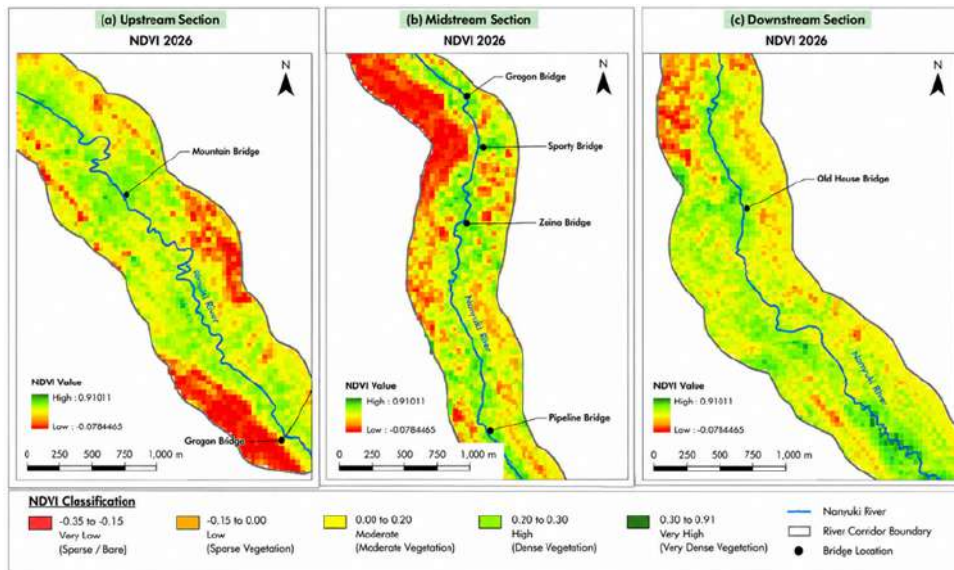 (a) Upstream Section
NDVI 2026
N
Mountain Bridge
River
NDVI Value
High : 0.91011
Low : -0.0784465
Grogan Bridge
0 250 500 1,000 m
(b) Midstream Section
NDVI 2026
N
Grogan Bridge
Sporty Bridge
Zaina Bridge
Nanyuki River
NDVI Value
High : 0.91011
Low : -0.0784465
Pipeline Bridge
0 250 500 1,000 m
(c) Downstream Section
NDVI 2026
N
Old House Bridge
Nanyuki River
NDVI Value
High : 0.91011
Low : -0.0784465
0 250 500 1,000 m
NDVI Classification
-0.35 to -0.15
Very Low
(Sparse / Bare)
-0.15 to 0.00
Low
(Sparse Vegetation)
0.00 to 0.20
Moderate
(Moderate Vegetation)
0.20 to 0.30
High
(Dense Vegetation)
0.30 to 0.91
Very High
(Very Dense Vegetation)
Nanyuki River
River Corridor Boundary
Bridge Location